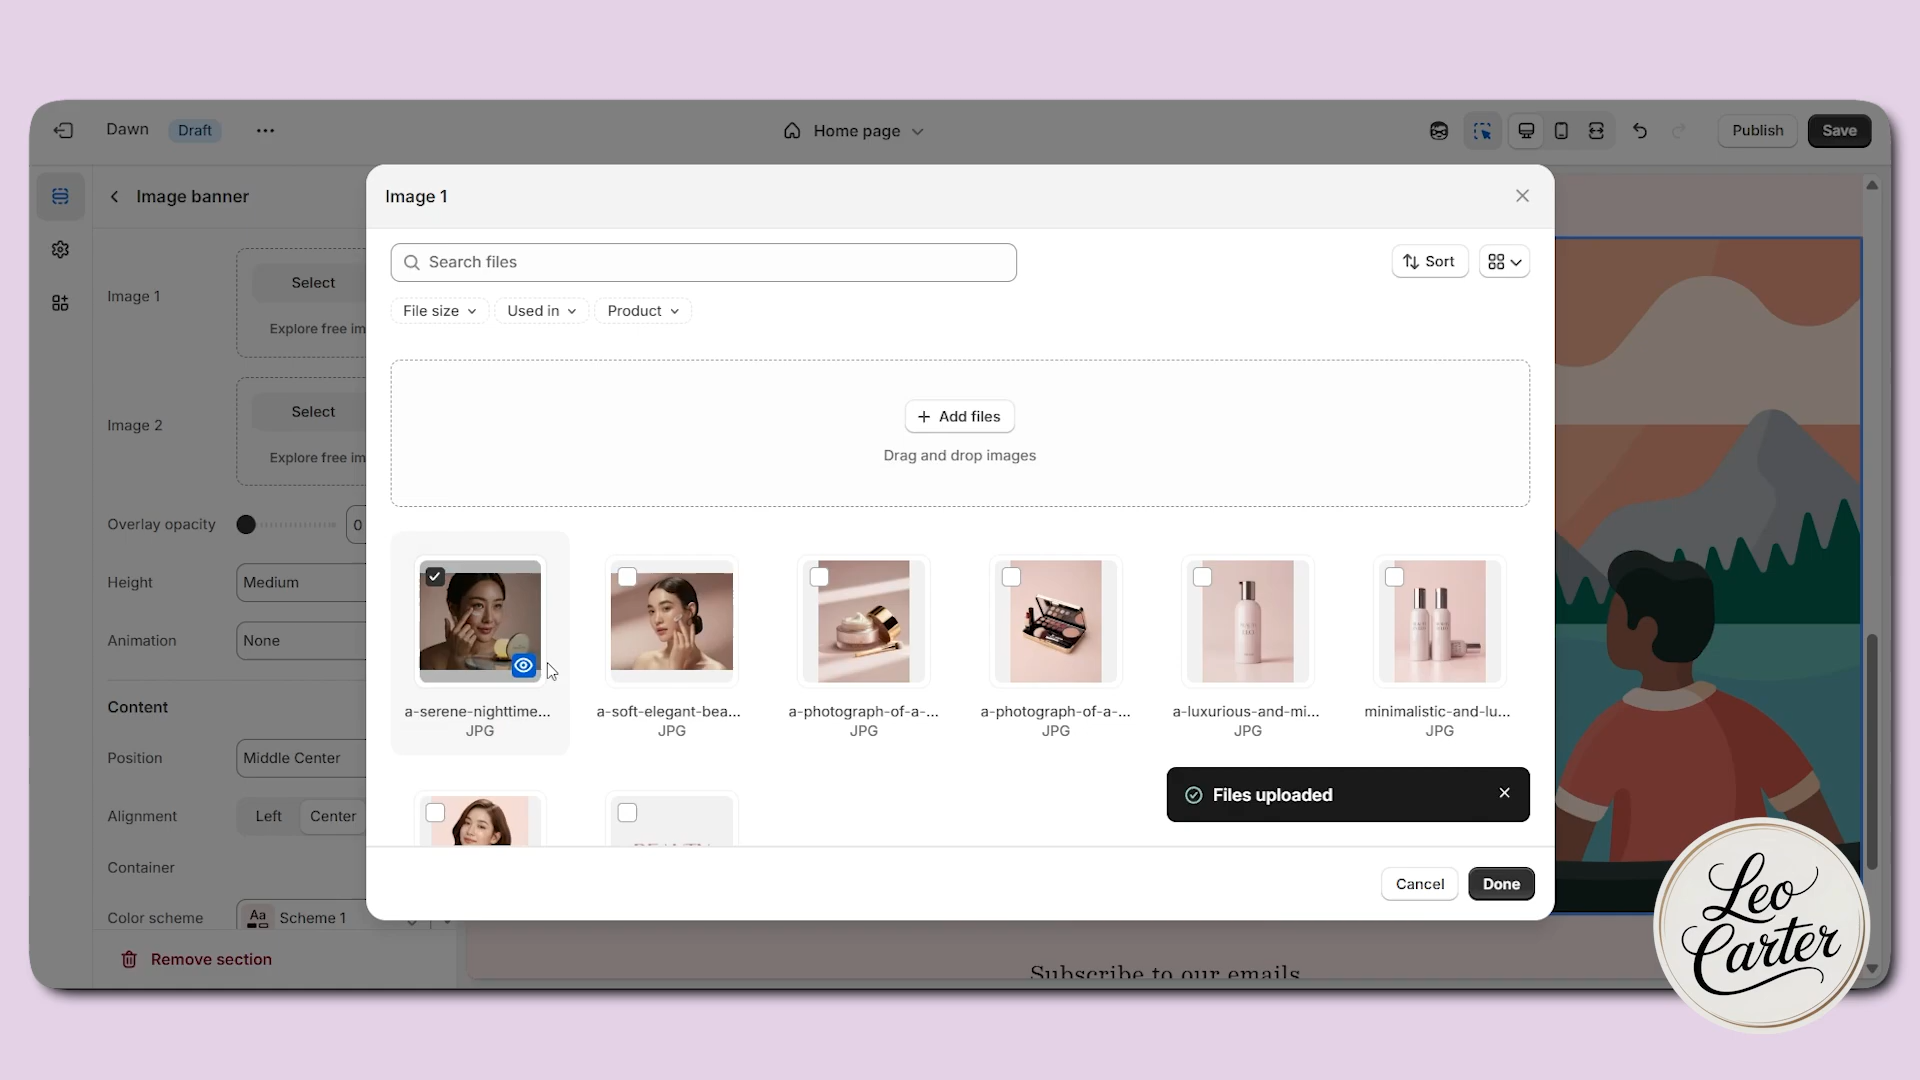 Dawn
Draft
Home page
Publish
Save
Image banner
Image 1
Select
Explore free im
Image 2
Select
Explore free im
Overlay opacity
0
Height
Medium
Animation
None
Content
Position
Middle Center
Alignment
Left
Center
Container
Color scheme
Aa
Scheme 1
Remove section
Image 1
Search files
Sort
File size
Used in
Product
Add files
Drag and drop images
a-serene-nighttime...
JPG
a-soft-elegant-bea...
JPG
a-photograph-of-a-...
JPG
a-photograph-of-a-...
JPG
a-luxurious-and-mi...
JPG
minimalistic-and-lu...
JPG
Files uploaded
Cancel
Done
Subscribe to our emails
Leo
Carter